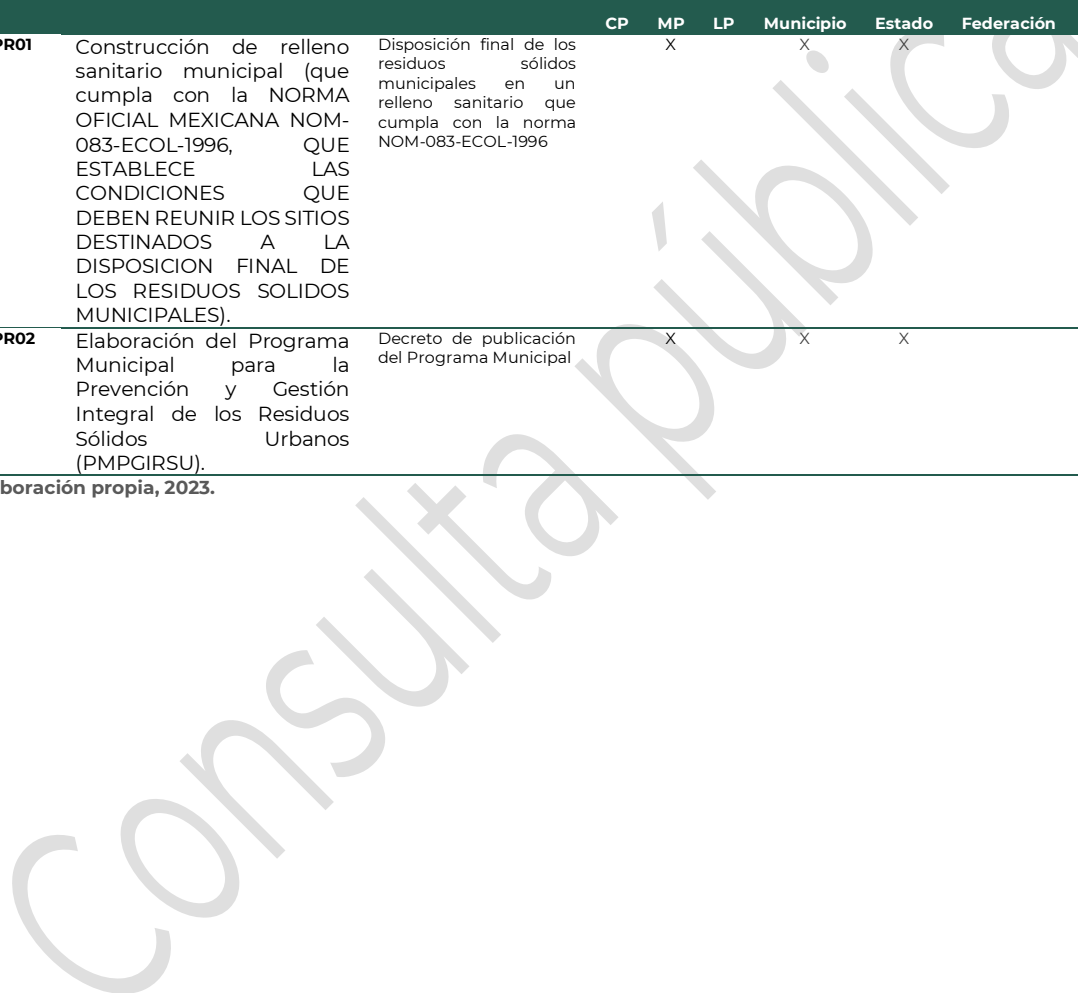 CP MP LP Municipio Estado Federación
PR01 Construcción de relleno Disposición final de los X X X
sanitario municipal (que residuos sólidos
cumpla con la NORMA municipales en un
OFICIAL MEXICANA NOM- relleno sanitario que
083-ECOL-1996, QUE cumpla con la norma
ESTABLECE LAS NOM-083-ECOL-1996
CONDICIONES QUE
DEBEN REUNIR LOS SITIOS
DESTINADOS A LA
DISPOSICION FINAL DE
LOS RESIDUOS SOLIDOS
MUNICIPALES).
PR02 Elaboración del Programa Decreto de publicación X X X
Municipal para la del Programa Municipal
Prevención y Gestión
Integral de los Residuos
Sólidos Urbanos
(PMPGIRSU).
boración propia, 2023.
Consulta pública